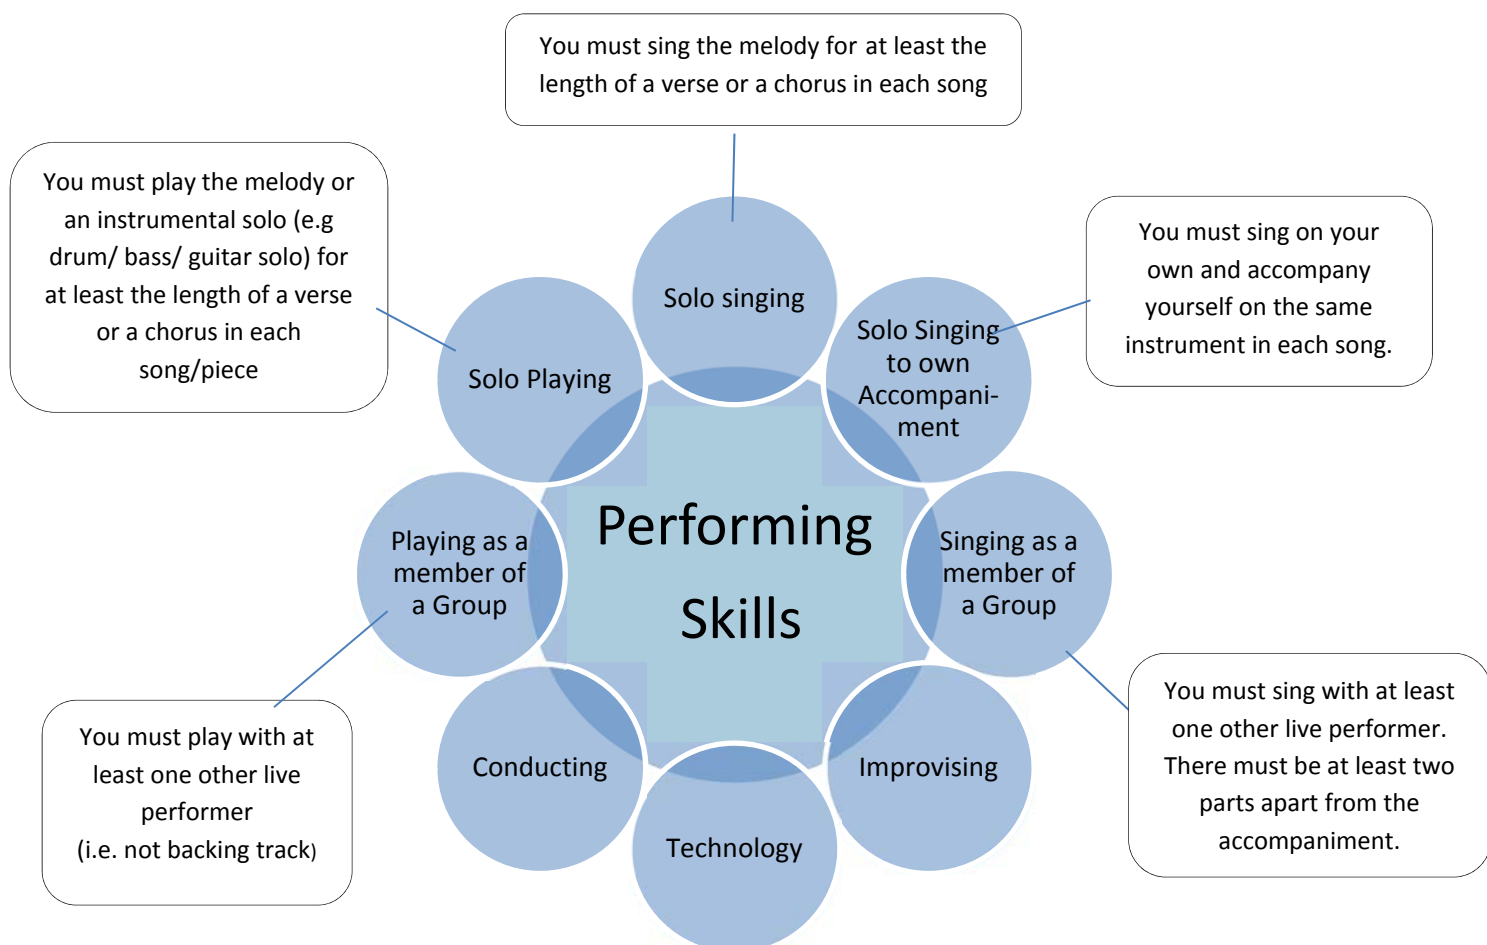 You must sing the melody for at least the
length of a verse or a chorus in each song
You must play the melody or
an instrumental solo (e.g
drum/ bass/ guitar solo) for
at least the length of a verse
or a chorus in each
song/piece
You must sing on your
own and accompany
yourself on the same
instrument in each song.
Solo singing
Solo Singing
to own
Accompani-
ment
Solo Playing
Performing
Skills
Playing as a
member of
a Group
Singing as a
member of
a Group
You must play with at
least one other live
performer
(i.e. not backing track)
You must sing with at least
one other live performer.
There must be at least two
parts apart from the
accompaniment.
Conducting
Improvising
Technology